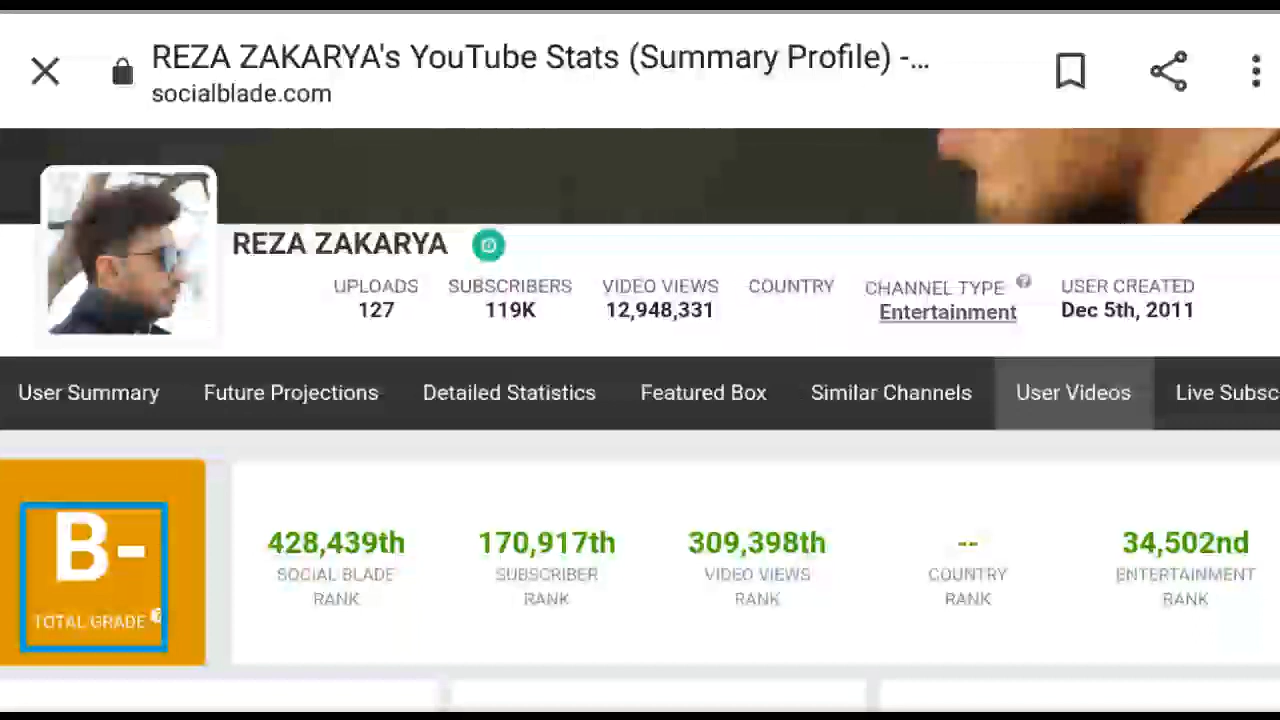 REZA ZAKARYA's YouTube Stats (Summary Profile) -...
socialblade.com
REZA ZAKARYA
UPLOADS SUBSCRIBERS VIDEO VIEWS COUNTRY CHANNEL TYPE ? USER CREATED
127 119K 12,948,331 Entertainment Dec 5th, 2011
User Summary Future Projections Detailed Statistics Featured Box Similar Channels User Videos Live Subsc
B-
TOTAL GRADE ?
428,439th 170,917th 309,398th -- 34,502nd
SOCIAL BLADE SUBSCRIBER VIDEO VIEWS COUNTRY ENTERTAINMENT
RANK RANK RANK RANK RANK